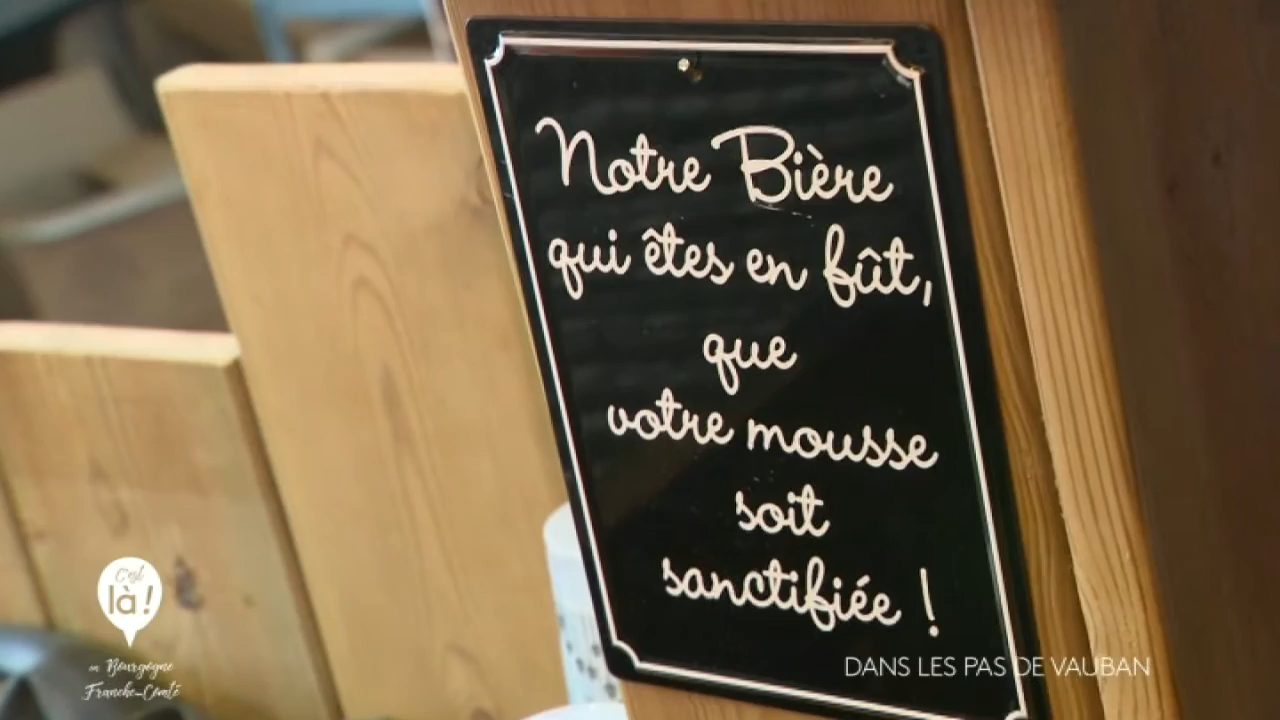 Notre Bière
qui êtes en fût,
que
votre mousse
soit
sanctifiée !
C'est
là !
en Bourgogne
Franche-Comté
DANS LES PAS DE VAUBAN